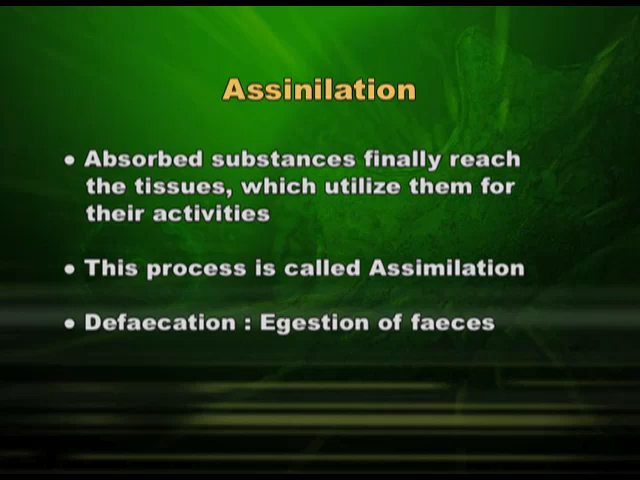 Assinilation
● Absorbed substances finally reach
the tissues, which utilize them for
their activities
● This process is called Assimilation
● Defaecation : Egestion of faeces